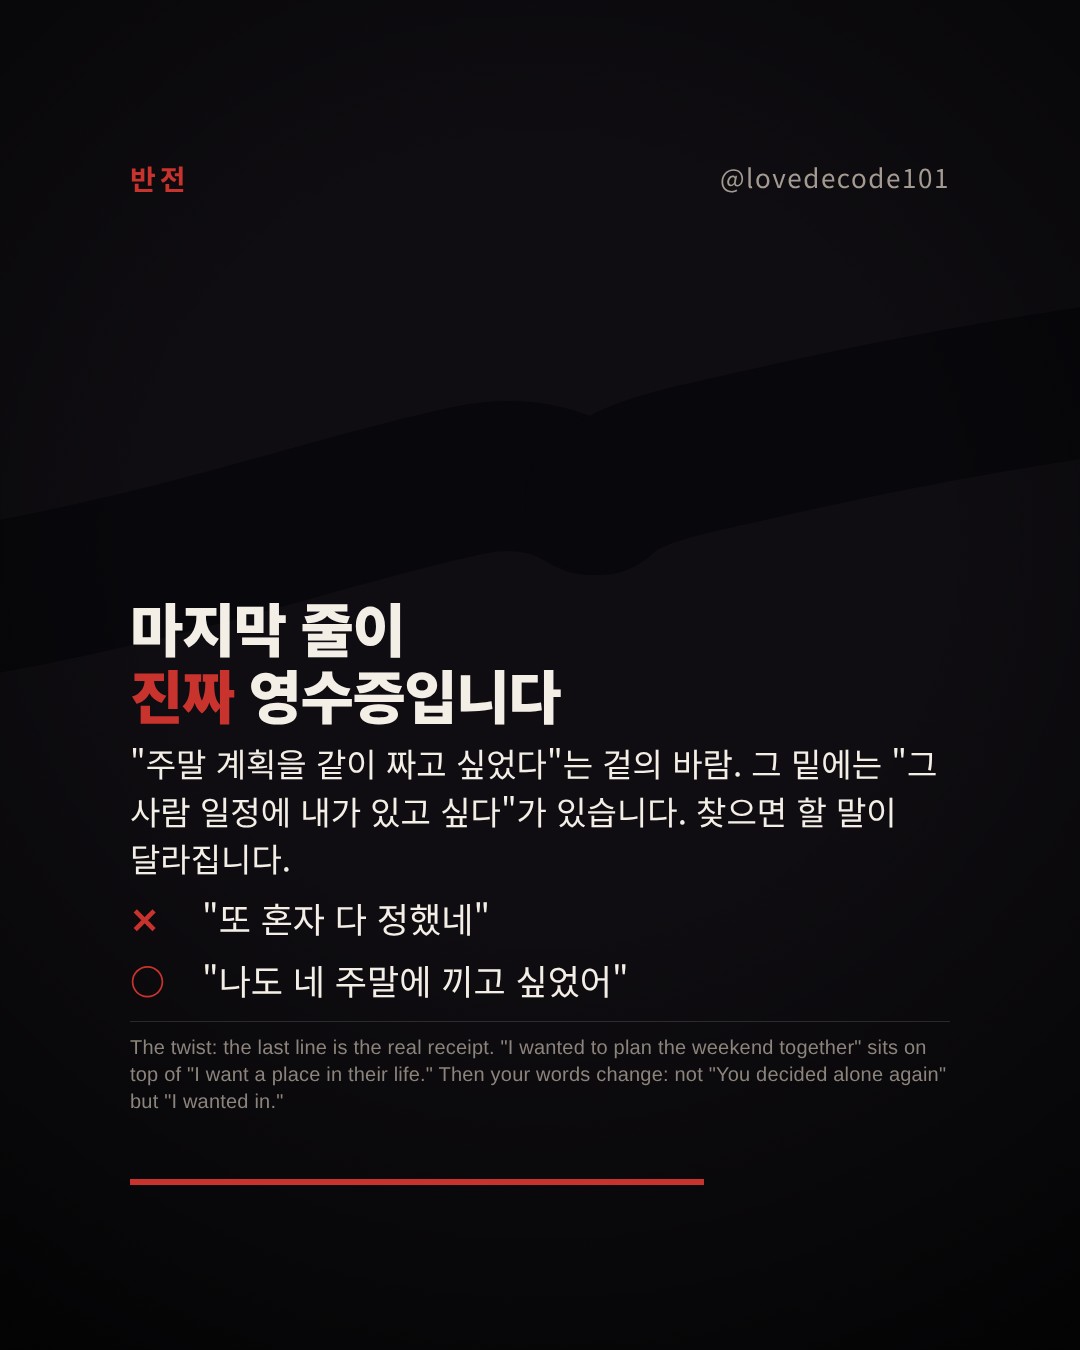 반전
@lovedecode101
마지막 줄이
진짜 영수증입니다
"주말 계획을 같이 짜고 싶었다"는 겉의 바람. 그 밑에는 "그
사람 일정에 내가 있고 싶다"가 있습니다. 찾으면 할 말이
달라집니다.
✕ "또 혼자 다 정했네"
○ "나도 네 주말에 끼고 싶었어"
The twist: the last line is the real receipt. "I wanted to plan the weekend together" sits on
top of "I want a place in their life." Then your words change: not "You decided alone again"
but "I wanted in."